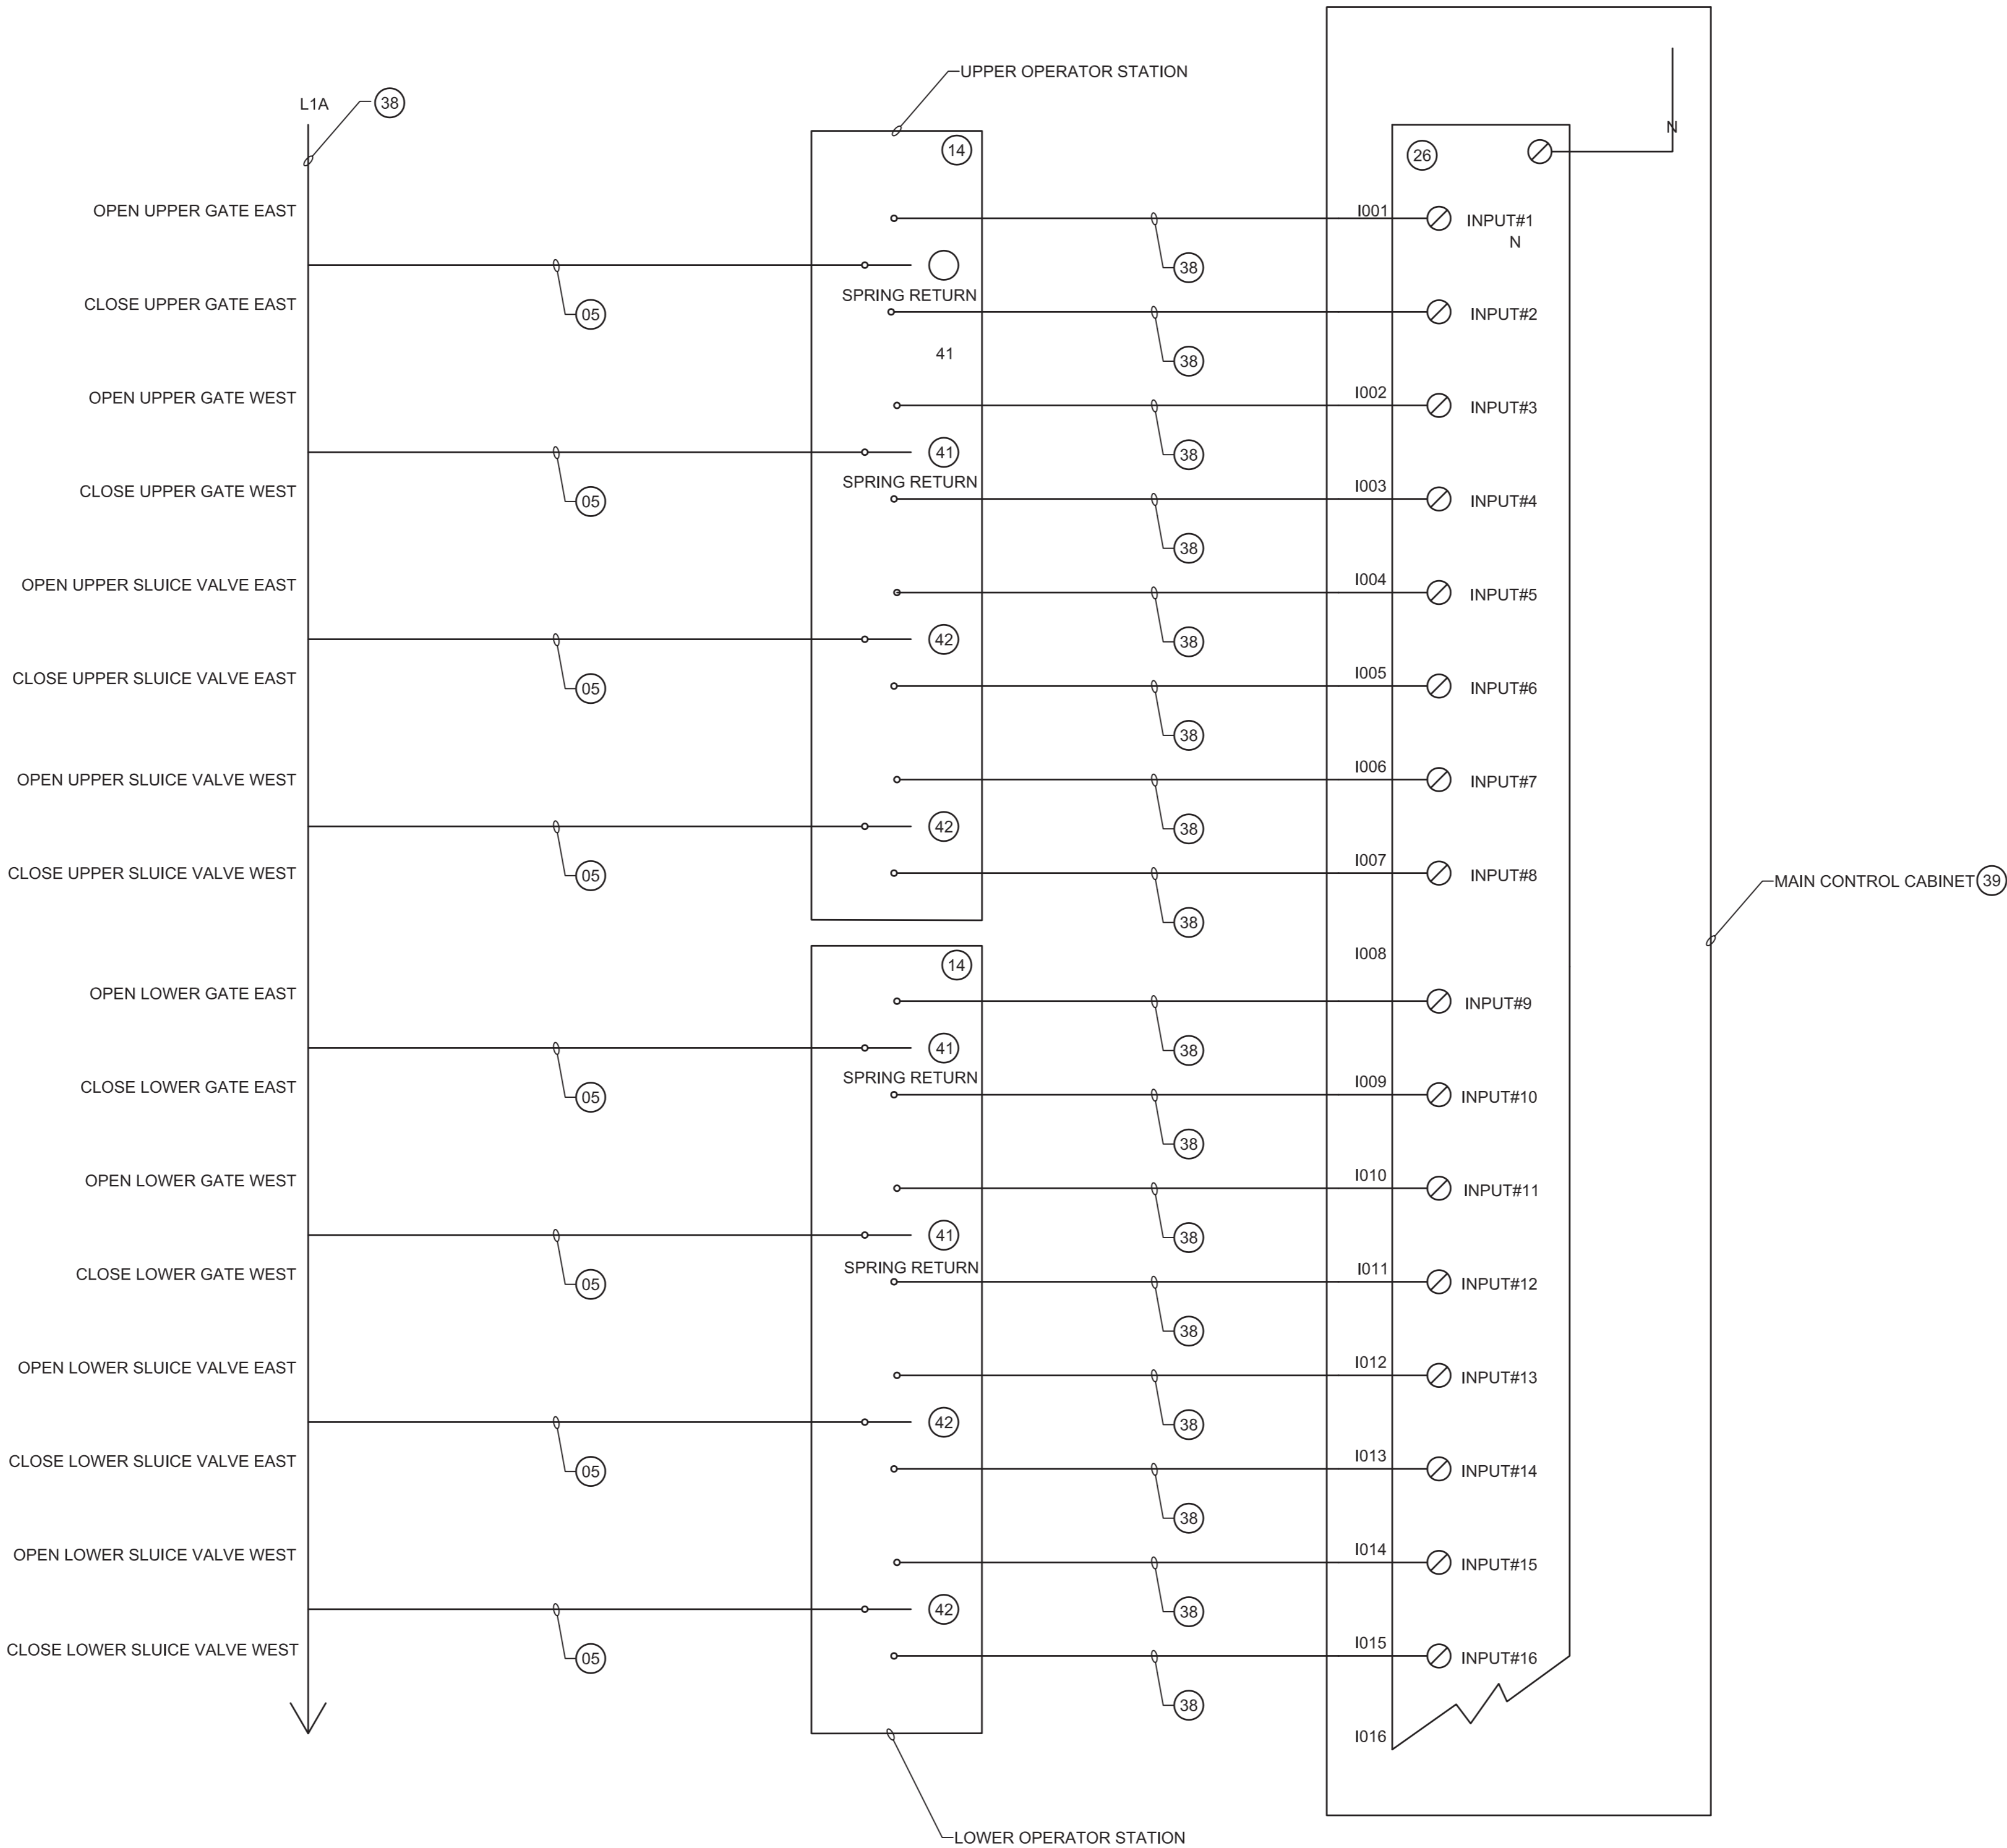 UPPER OPERATOR STATION
L1A
38
14
26
N
OPEN UPPER GATE EAST
I001
INPUT#1
N
38
CLOSE UPPER GATE EAST
05
SPRING RETURN
INPUT#2
41
38
OPEN UPPER GATE WEST
I002
INPUT#3
41
38
CLOSE UPPER GATE WEST
05
SPRING RETURN
I003
INPUT#4
38
OPEN UPPER SLUICE VALVE EAST
I004
INPUT#5
42
38
CLOSE UPPER SLUICE VALVE EAST
05
I005
INPUT#6
38
OPEN UPPER SLUICE VALVE WEST
I006
INPUT#7
42
38
CLOSE UPPER SLUICE VALVE WEST
05
I007
INPUT#8
MAIN CONTROL CABINET 39
38
I008
14
OPEN LOWER GATE EAST
INPUT#9
41
38
CLOSE LOWER GATE EAST
05
SPRING RETURN
I009
INPUT#10
38
OPEN LOWER GATE WEST
I010
INPUT#11
41
38
CLOSE LOWER GATE WEST
05
SPRING RETURN
I011
INPUT#12
38
OPEN LOWER SLUICE VALVE EAST
I012
INPUT#13
42
38
CLOSE LOWER SLUICE VALVE EAST
05
I013
INPUT#14
38
OPEN LOWER SLUICE VALVE WEST
I014
INPUT#15
42
38
CLOSE LOWER SLUICE VALVE WEST
05
I015
INPUT#16
38
I016
LOWER OPERATOR STATION